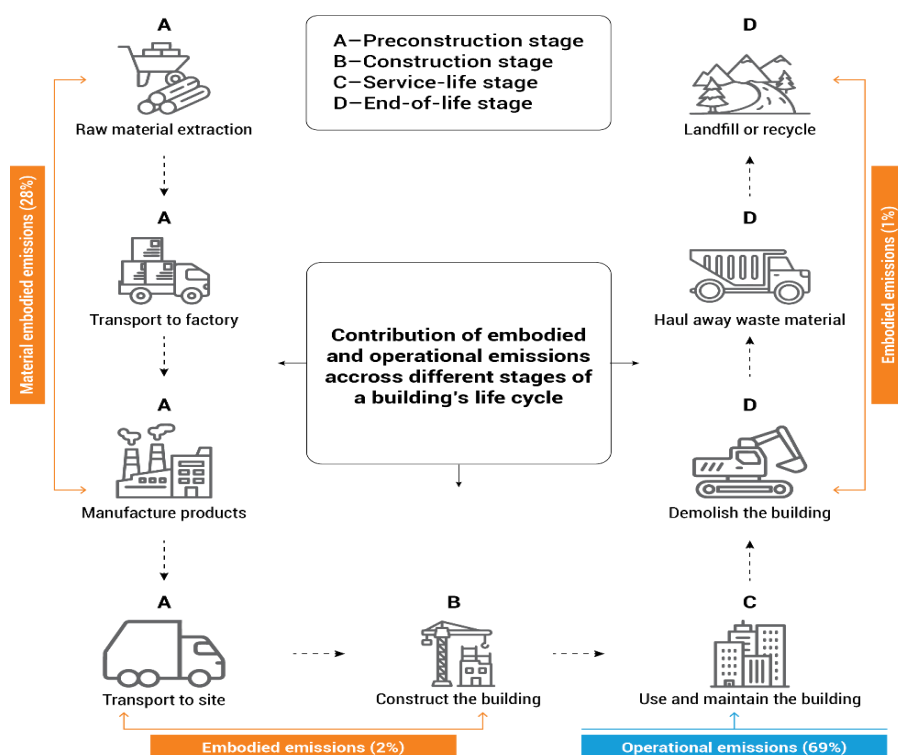 A
A–Preconstruction stage
B–Construction stage
C–Service-life stage
D–End-of-life stage
D
Raw material extraction
Landfill or recycle
Material embodied emissions (28%)
Embodied emissions (1%)
A
D
Transport to factory
Haul away waste material
Contribution of embodied
and operational emissions
accross different stages of
a building's life cycle
A
D
Manufacture products
Demolish the building
A
B
C
Transport to site
Construct the building
Use and maintain the building
Embodied emissions (2%)
Operational emissions (69%)